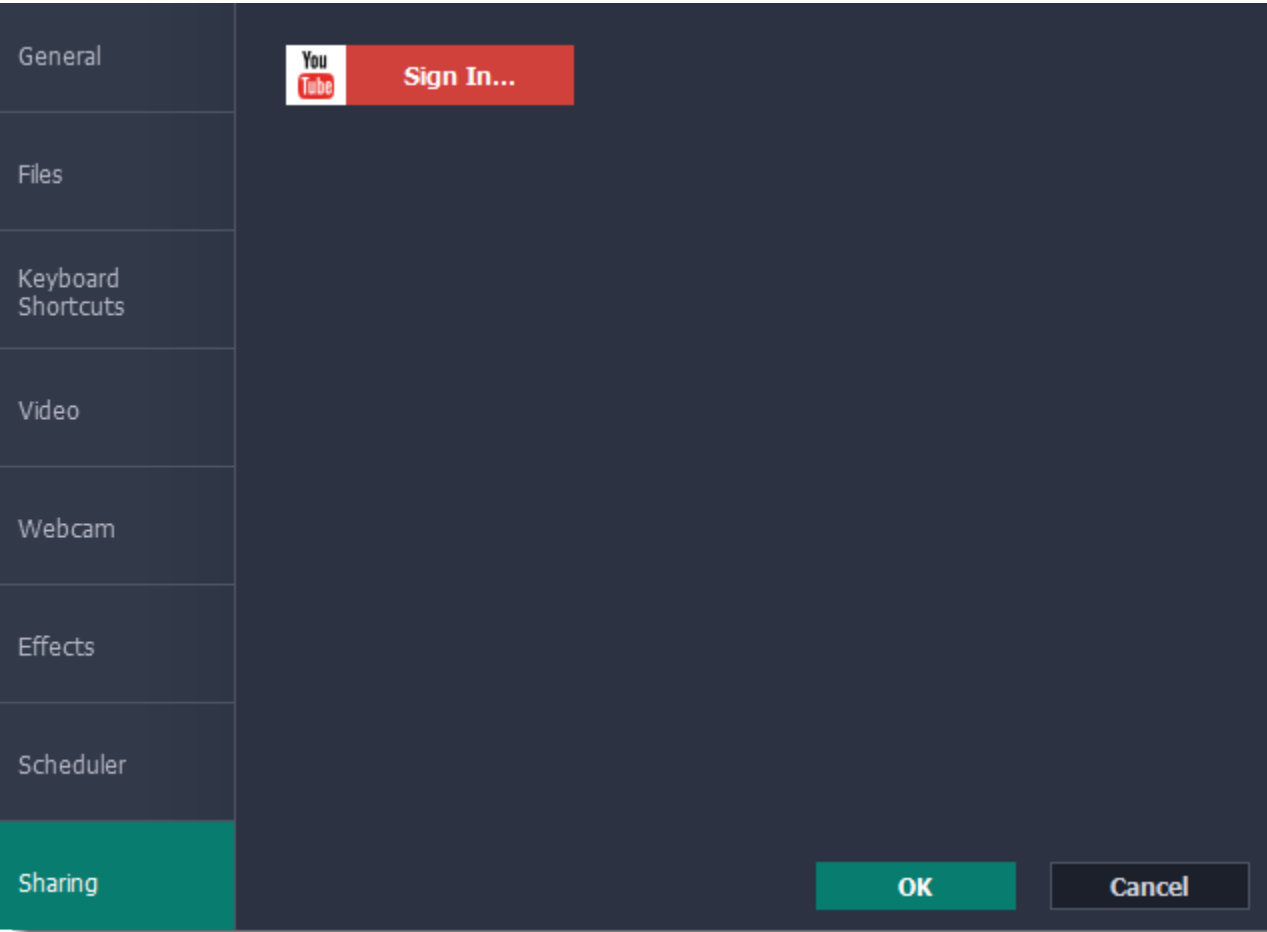 General
Files
Keyboard
Shortcuts
Video
Webcam
Effects
Scheduler
Sharing
You
Tube
Sign In...
OK
Cancel